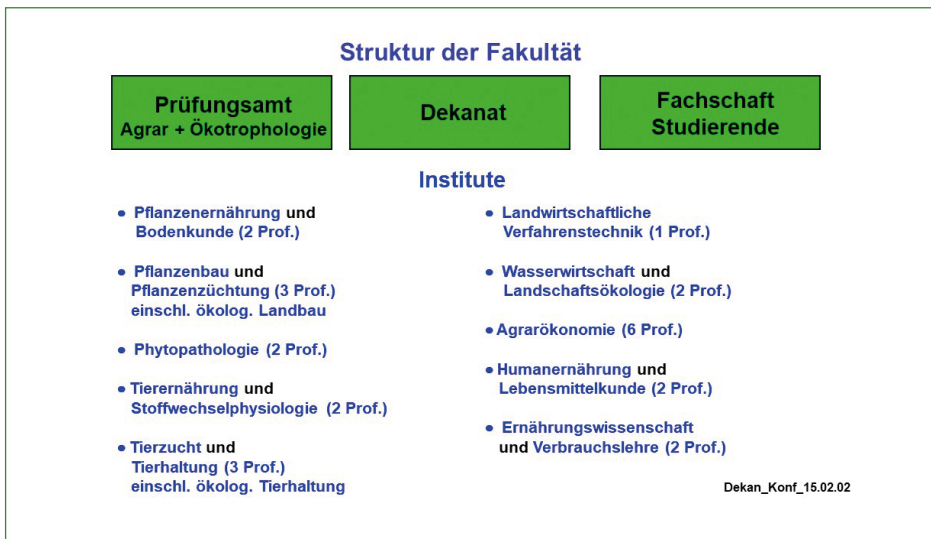 Struktur der Fakultät
Prüfungsamt
Agrar + Ökotrophologie
Dekanat
Fachschaft
Studierende
Institute
• Pflanzenernährung und
Bodenkunde (2 Prof.)
• Pflanzenbau und
Pflanzenzüchtung (3 Prof.)
einschl. ökolog. Landbau
• Phytopathologie (2 Prof.)
• Tierernährung und
Stoffwechselphysiologie (2 Prof.)
• Tierzucht und
Tierhaltung (3 Prof.)
einschl. ökolog. Tierhaltung
• Landwirtschaftliche
Verfahrenstechnik (1 Prof.)
• Wasserwirtschaft und
Landschaftsökologie (2 Prof.)
• Agrarökonomie (6 Prof.)
• Humanernährung und
Lebensmittelkunde (2 Prof.)
• Ernährungswissenschaft
und Verbrauchslehre (2 Prof.)
Dekan_Konf_15.02.02